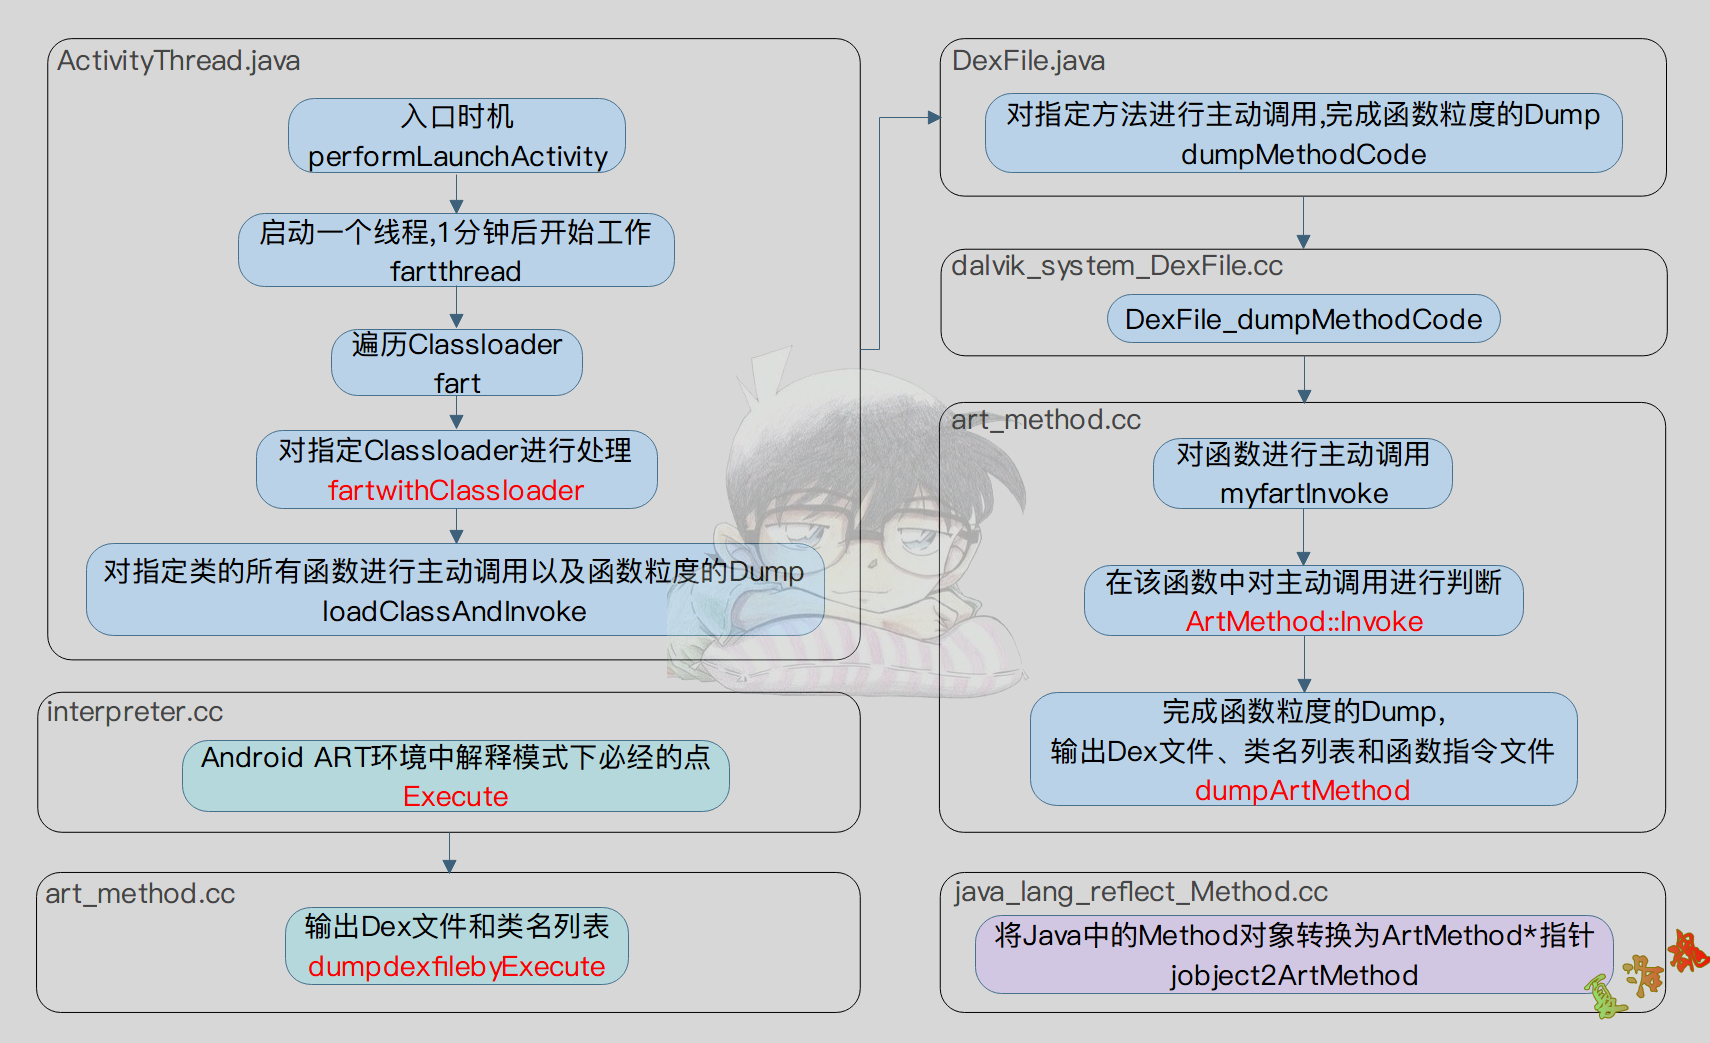 ActivityThread.java
入口时机
performLaunchActivity
启动一个线程,1分钟后开始工作
fartthread
遍历Classloader
fart
对指定Classloader进行处理
fartwithClassloader
对指定类的所有函数进行主动调用以及函数粒度的Dump
loadClassAndInvoke
interpreter.cc
Android ART环境中解释模式下必经的点
Execute
art_method.cc
输出Dex文件和类名列表
dumpdexfilebyExecute
DexFile.java
对指定方法进行主动调用,完成函数粒度的Dump
dumpMethodCode
dalvik_system_DexFile.cc
DexFile_dumpMethodCode
art_method.cc
对函数进行主动调用
myfartInvoke
在该函数中对主动调用进行判断
ArtMethod::Invoke
完成函数粒度的Dump,
输出Dex文件、类名列表和函数指令文件
dumpArtMethod
java_lang_reflect_Method.cc
将Java中的Method对象转换为ArtMethod*指针
jobject2ArtMethod
夏洛魂